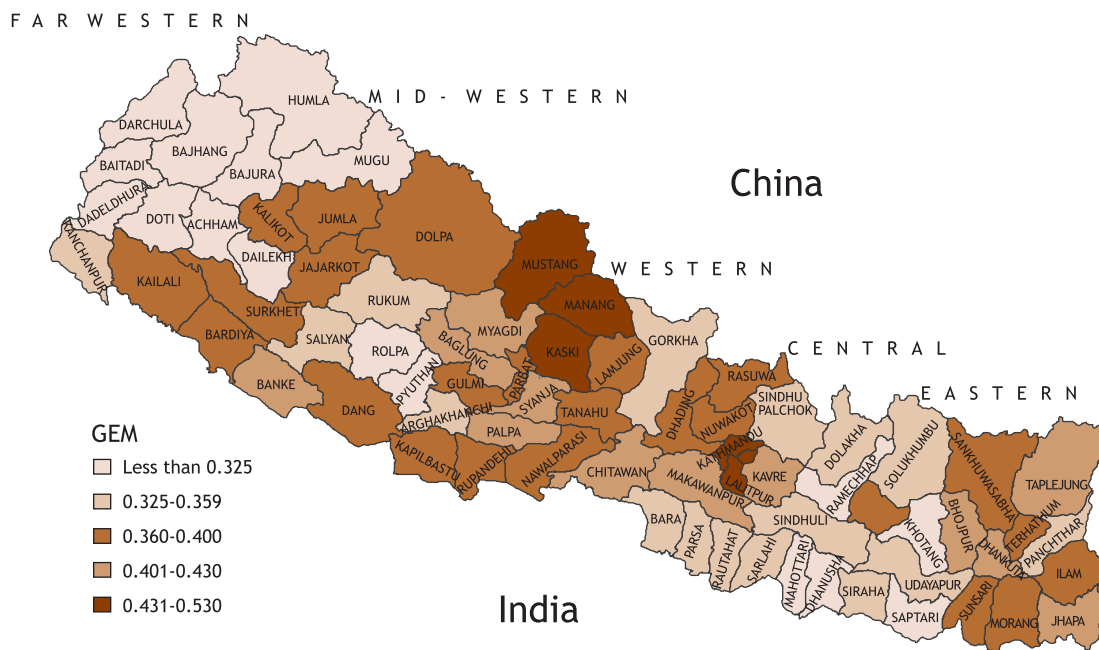 FAR WESTERN
MID-WESTERN
WESTERN
CENTRAL
EASTERN
China
India
HUMLA
DARCHULA
BAJHANG
BAITADI
BAJURA
MUGU
DADELDHURA
DOTI
ACHHAM
KALIKOT
JUMLA
DOLPA
KANCHANPUR
DAILEKH
JAJARKOT
KAILALI
SURKHET
RUKUM
MUSTANG
MANANG
BARDIYA
SALYAN
ROLPA
MYAGDI
BAGLUNG
KASKI
LAMJUNG
GORKHA
BANKE
PYUTHAN
GULMI
PARBAT
SYANJA
TANAHU
DANG
ARGHAKHANCHI
PALPA
KAPILBASTU
RUPANDEHI
NAWALPARASI
CHITAWAN
DHADING
RASUWA
NUWAKOT
SINDHU
PALCHOK
KATHMANDU
LALITPUR
KAVRE
MAKAWANPUR
DOLAKHA
RAMECHHAP
SOLUKHUMBU
SANKHUWASABHA
TAPLEJUNG
BARA
PARSA
RAUTAHAT
SARLAHI
SINDHULI
MAHOTTARI
DHANUSHA
SIRAHA
UDAYAPUR
SAPTARI
KHOTANG
BHOJPUR
DHANKUTA
TERHATHUM
PANCHTHAR
SUNSARI
MORANG
ILAM
JHAPA
GEM
Less than 0.325
0.325-0.359
0.360-0.400
0.401-0.430
0.431-0.530